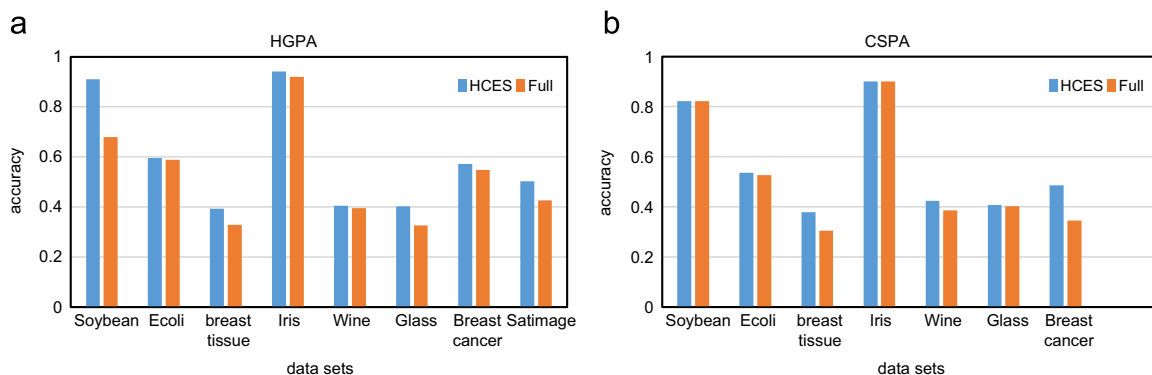 a
HGPA
1
0.8
0.6
0.4
0.2
0
accuracy
HCES Full
Soybean Ecoli breast tissue Iris Wine Glass Breast cancer Satimage
data sets
b
CSPA
1
0.8
0.6
0.4
0.2
0
accuracy
HCES Full
Soybean Ecoli breast tissue Iris Wine Glass Breast cancer
data sets